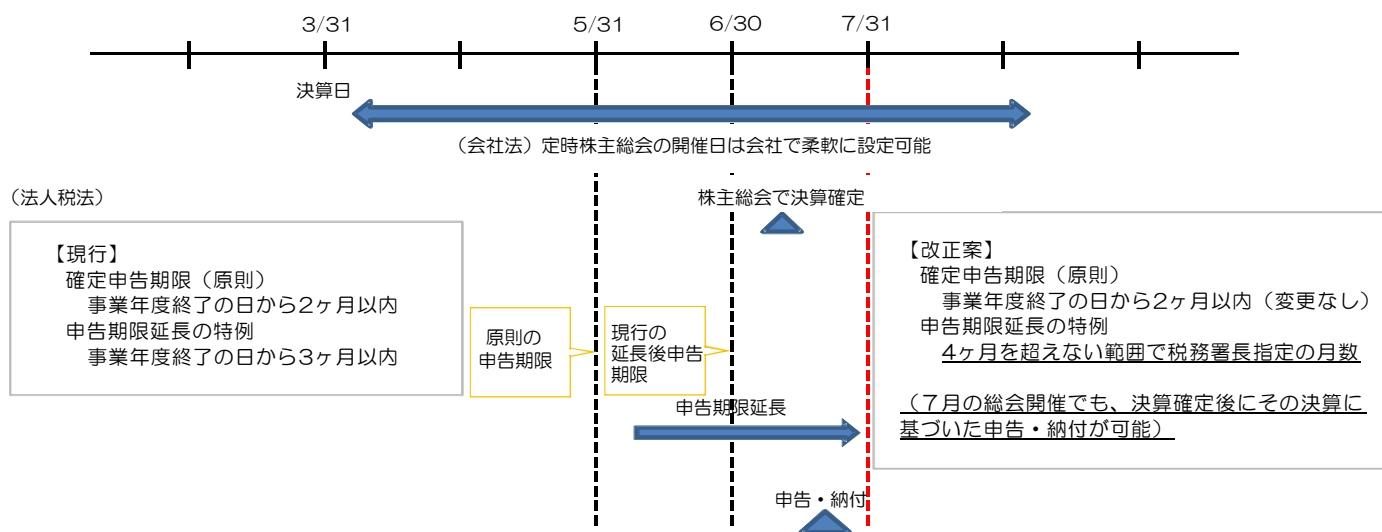 3/31
5/31
6/30
7/31
決算日
（会社法）定時株主総会の開催日は会社で柔軟に設定可能
（法人税法）
株主総会で決算確定
【現行】
確定申告期限（原則）
事業年度終了の日から2ヶ月以内
申告期限延長の特例
事業年度終了の日から3ヶ月以内
原則の
申告期限
現行の
延長後申告
期限
【改正案】
確定申告期限（原則）
事業年度終了の日から2ヶ月以内（変更なし）
申告期限延長の特例
4ヶ月を超えない範囲で税務署長指定の月数
（７月の総会開催でも、決算確定後にその決算に
基づいた申告・納付が可能）
申告期限延長
申告・納付